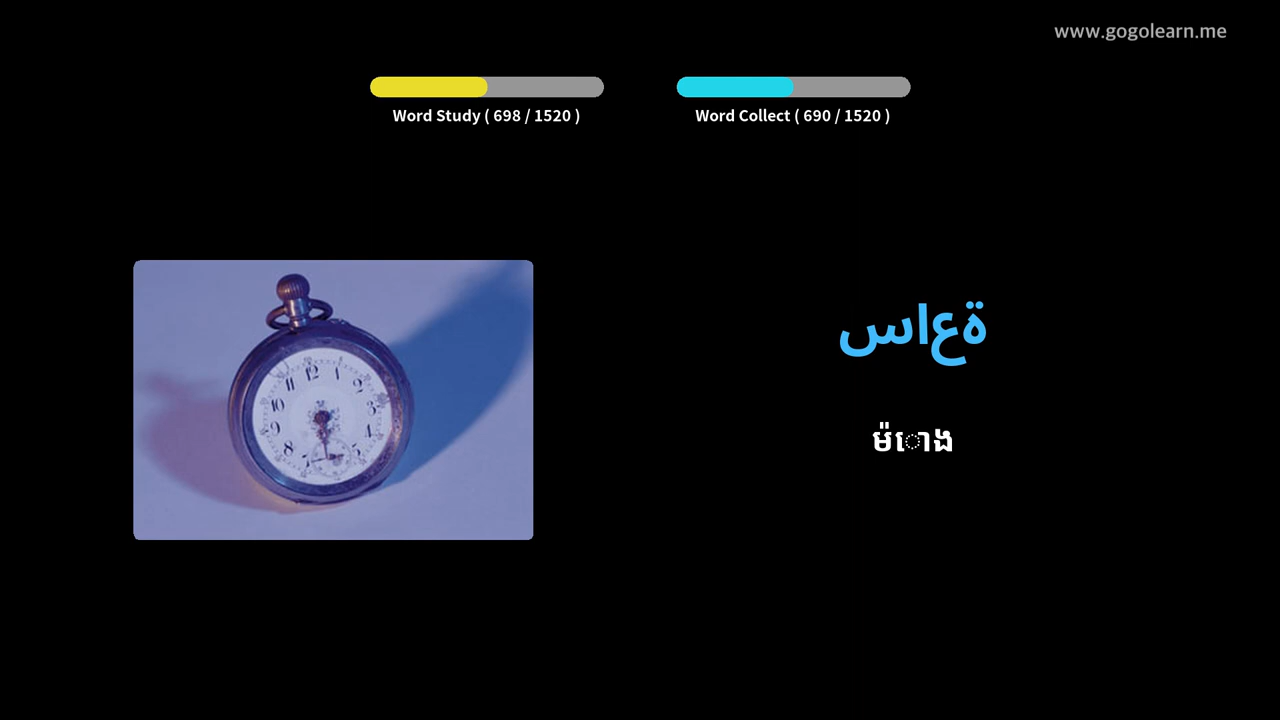 www.gogolearn.me
Word Study ( 698 / 1520 )
Word Collect ( 690 / 1520 )
ساعة
ម៉ោង